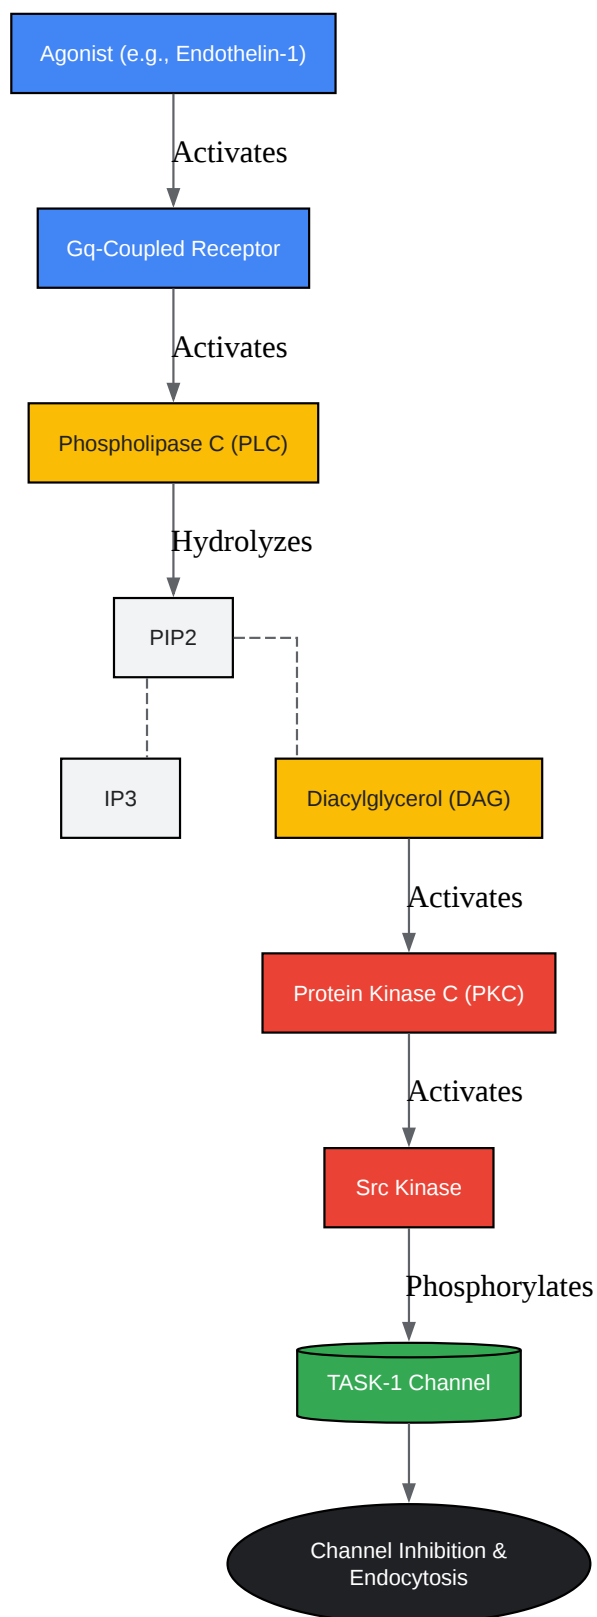 Agonist (e.g., Endothelin-1)
Activates
Gq-Coupled Receptor
Activates
Phospholipase C (PLC)
Hydrolyzes
PIP2
IP3
Diacylglycerol (DAG)
Activates
Protein Kinase C (PKC)
Activates
Src Kinase
Phosphorylates
TASK-1 Channel
Channel Inhibition &
Endocytosis